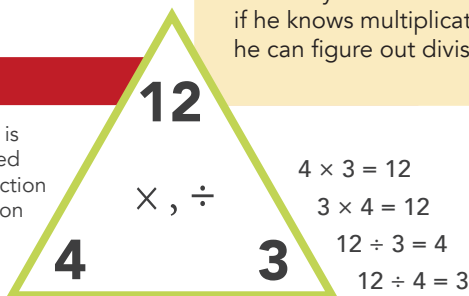 if he knows multiplicat
he can figure out divis
is
ed
ction
on
12
× , ÷
4
3
4 × 3 = 12
3 × 4 = 12
12 ÷ 3 = 4
12 ÷ 4 = 3